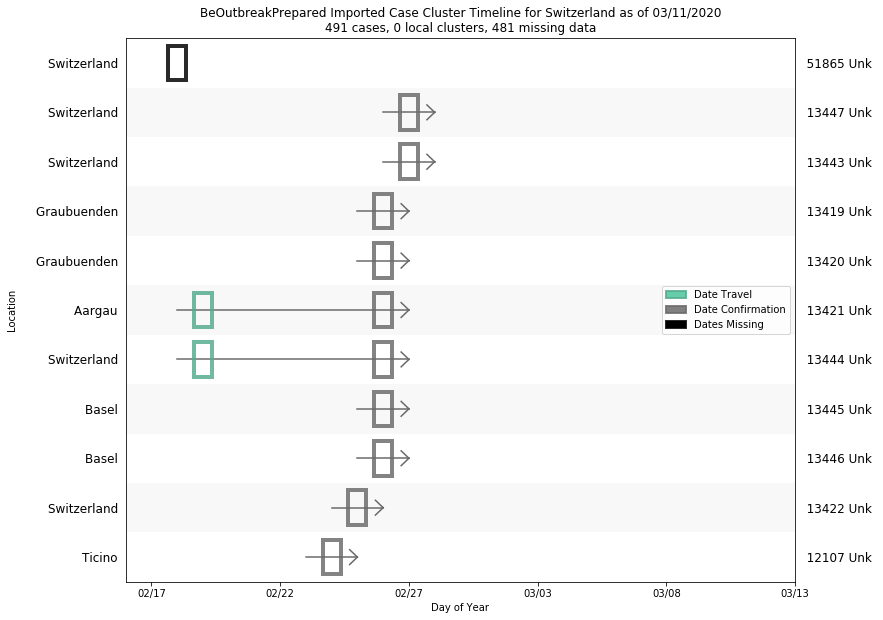 BeOutbreakPrepared Imported Case Cluster Timeline for Switzerland as of 03/11/2020
491 cases, 0 local clusters, 481 missing data
Switzerland 51865 Unk
Switzerland 13447 Unk
Switzerland 13443 Unk
Graubuenden 13419 Unk
Graubuenden 13420 Unk
Aargau 13421 Unk
Switzerland 13444 Unk
Basel 13445 Unk
Basel 13446 Unk
Switzerland 13422 Unk
Ticino 12107 Unk
Location
Date Travel
Date Confirmation
Dates Missing
02/17 02/22 02/27 03/03 03/08 03/13
Day of Year